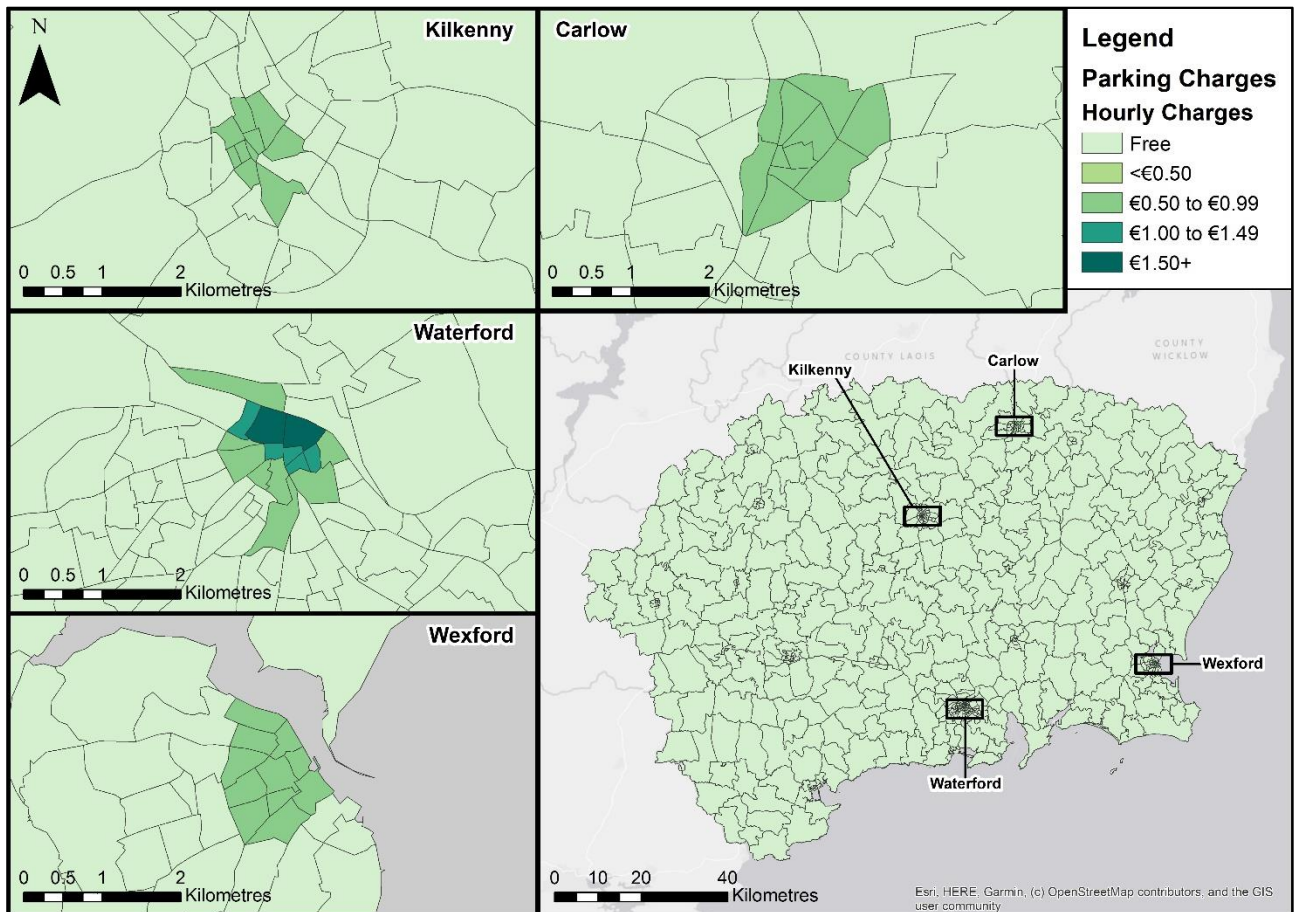 N
Kilkenny
0 0.5 1 2
Kilometres
Carlow
0 0.5 1 2
Kilometres
Legend
Parking Charges
Hourly Charges
Free
<€0.50
€0.50 to €0.99
€1.00 to €1.49
€1.50+
Waterford
0 0.5 1 2
Kilometres
Wexford
0 0.5 1 2
Kilometres
COUNTY LAOIS
COUNTY
WICKLOW
Kilkenny
Carlow
Wexford
Waterford
0 10 20 40
Kilometres
Esri, HERE, Garmin, (c) OpenStreetMap contributors, and the GIS
user community